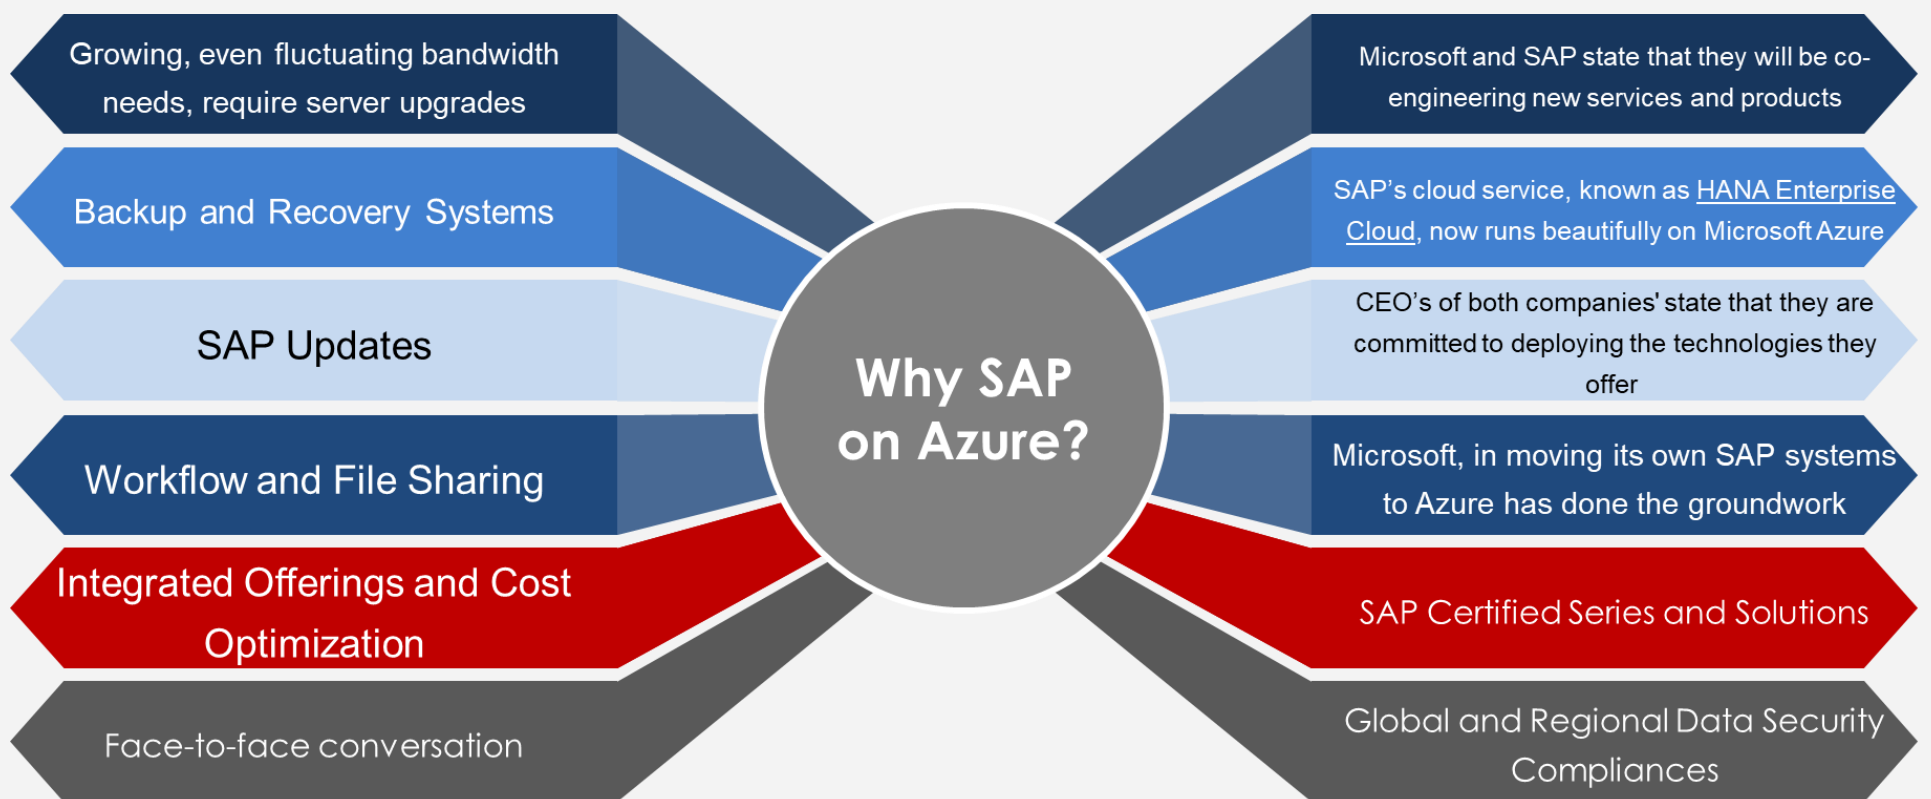 Growing, even fluctuating bandwidth
needs, require server upgrades
Backup and Recovery Systems
SAP Updates
Workflow and File Sharing
Integrated Offerings and Cost
Optimization
Face-to-face conversation
Why SAP
on Azure?
Microsoft and SAP state that they will be co-
engineering new services and products
SAP’s cloud service, known as HANA Enterprise
Cloud, now runs beautifully on Microsoft Azure
CEO’s of both companies' state that they are
committed to deploying the technologies they
offer
Microsoft, in moving its own SAP systems
to Azure has done the groundwork
SAP Certified Series and Solutions
Global and Regional Data Security
Compliances